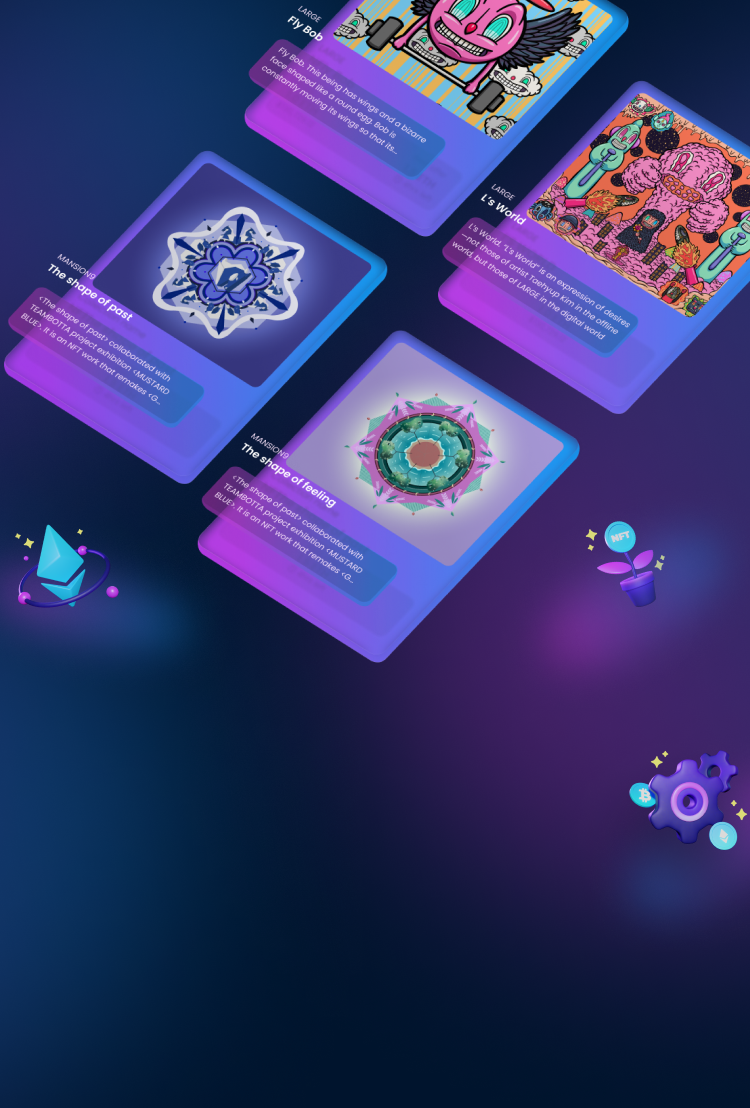 LARGE
Fly Bob
Fly Bob. This being has wings and a bizarre
face shaped like a round egg. Bob is
constantly moving its wings so that its...
LARGE
L's World
L's World. "L's World" is an expression of desires
—not those of artist Taehyup Kim in the offline
world, but those of LARGE in the digital world
MANSION9
The shape of past
<The shape of past> collaborated with
TEAMBOTTA project exhibition <MUSTARD
BLUE>. It is an NFT work that remakes <G...
MANSION9
The shape of feeling
<The shape of past> collaborated with
TEAMBOTTA project exhibition <MUSTARD
BLUE>. It is an NFT work that remakes <G...
NFT